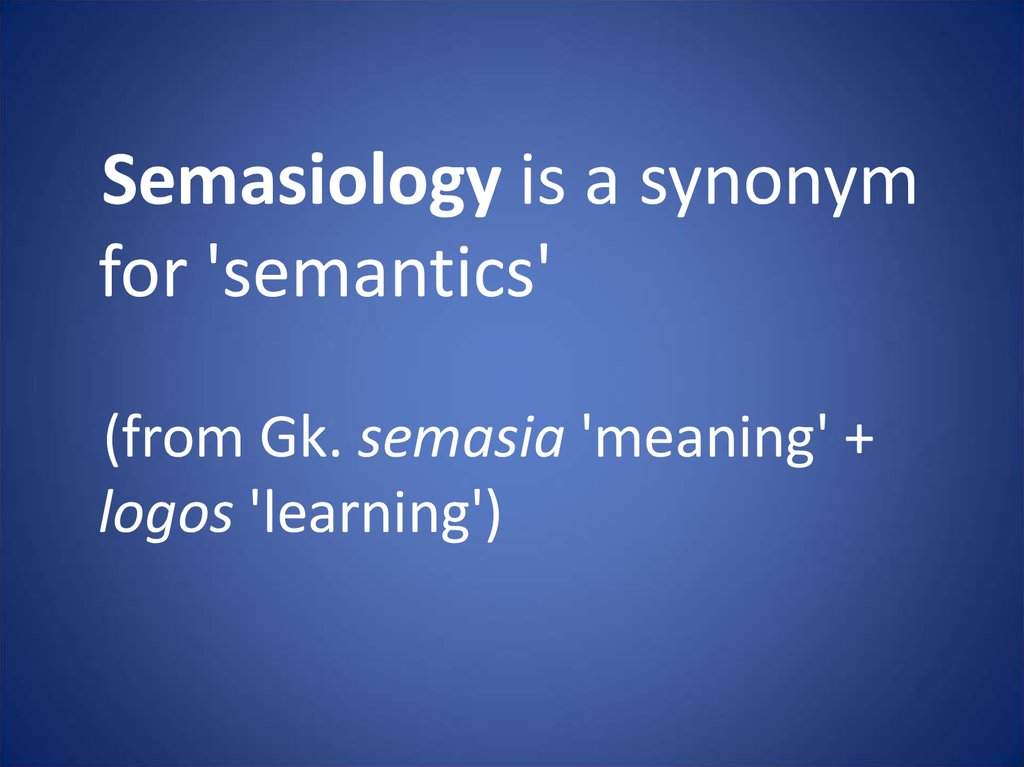 Semasiology is a synonym
for 'semantics'
(from Gk. semasia 'meaning' +
logos 'learning')